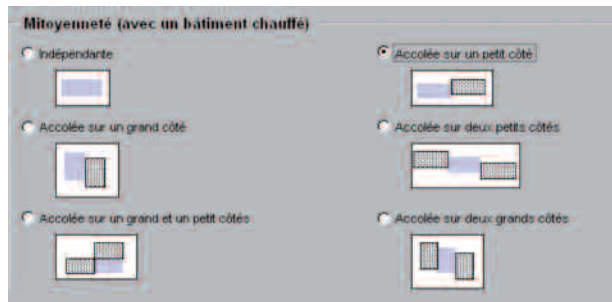 Mitoyenneté (avec un bâtiment chauffé)
Indépendante
Accolée sur un petit côté
Accolée sur un grand côté
Accolée sur deux petits côtés
Accolée sur un grand et un petit côtés
Accolée sur deux grands côtés